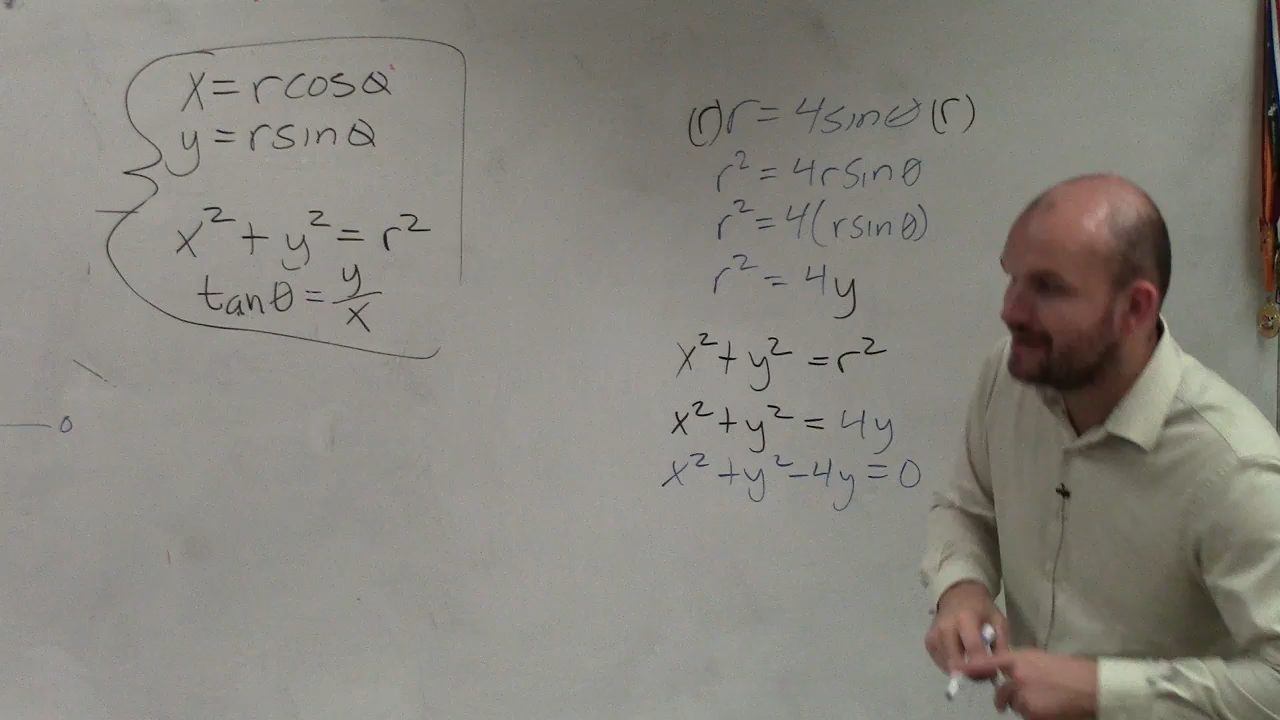 x = rcosθ
y = rsinθ
x² + y² = r²
tanθ = y/x
0
(r)r = 4sinθ(r)
r² = 4rsinθ
r² = 4(rsinθ)
r² = 4y
x² + y² = r²
x² + y² = 4y
x² + y² - 4y = 0